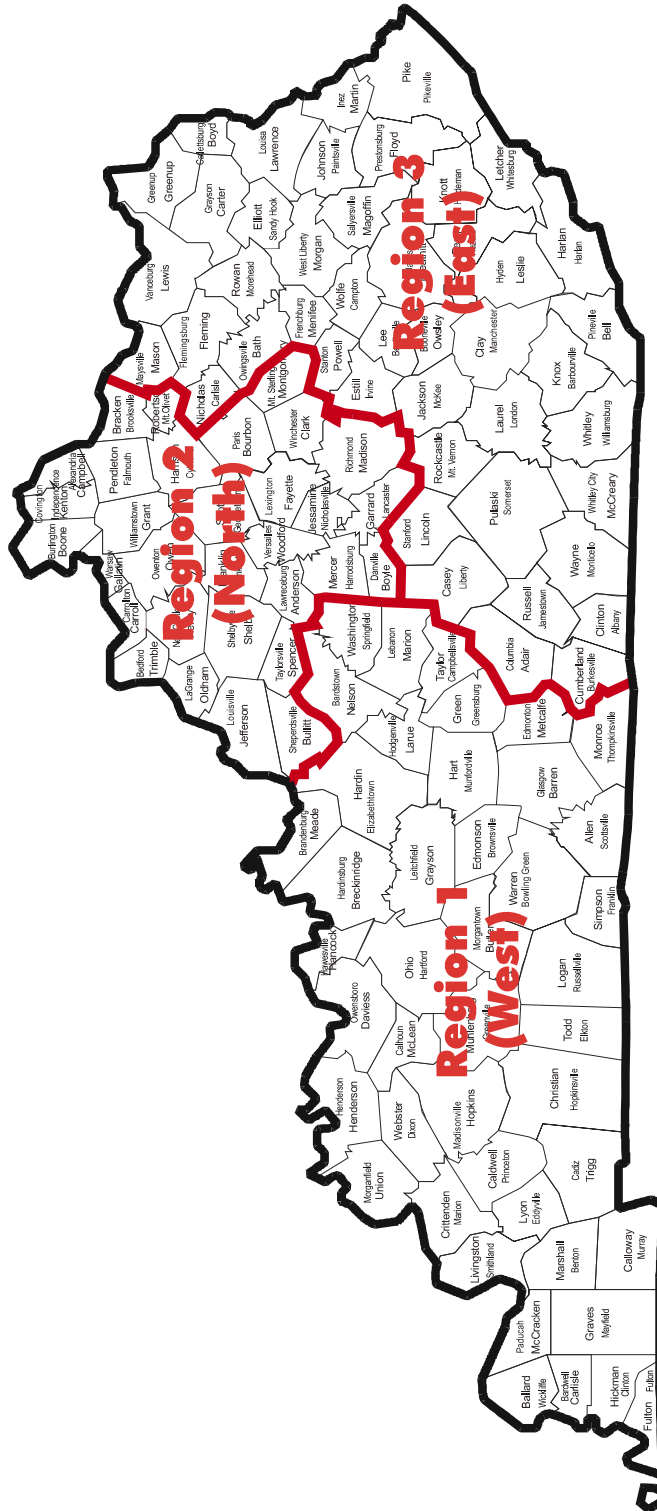 Region 1
(West)
Region 2
(North)
Region 3
(East)
Fulton
Fulton
Hickman
Clinton
Bardwell
Carlisle
Ballard
Wickliffe
Paducah
McCracken
Graves
Mayfield
Marshall
Benton
Calloway
Murray
Livingston
Smithland
Crittenden
Marion
Lyon
Eddyville
Caldwell
Princeton
Cadiz
Trigg
Morganfield
Union
Henderson
Henderson
Webster
Dixon
Madisonville
Hopkins
Christian
Hopkinsville
Owensboro
Daviess
Calhoun
McLean
Greenville
Todd
Elkton
Logan
Russellville
Hawesville
Hancock
Ohio
Hartford
Morgantown
Simpson
Franklin
Warren
Bowling Green
Edmonson
Brownsville
Leitchfield
Grayson
Hardinsburg
Breckinridge
Brandenburg
Meade
Hardin
Elizabethtown
Hart
Munfordville
Glasgow
Barren
Allen
Scottsville
Monroe
Thompkinsville
Edmonton
Metcalfe
Green
Greensburg
Hodgenville
Larue
Bardstown
Nelson
Sheperdsville
Bullitt
Washington
Springfield
Lebanon
Marion
Taylor
Campbellsville
Columbia
Adair
Cumberland
Burkesville
Clinton
Albany
Russell
Jamestown
Casey
Liberty
Wayne
Monticello
Pulaski
Somerset
Whitley City
McCreary
Stanford
Lincoln
Rockcastle
Mt. Vernon
Laurel
London
Whitley
Williamsburg
Knox
Barbourville
Pineville
Bell
Jackson
McKee
Clay
Manchester
Owsley
Booneville
Lee
Estill
Irvine
Stanton
Powell
Wolfe
Campton
Hyden
Leslie
Harlan
Harlan
Letcher
Whitesburg
Knott
Prestonsburg
Floyd
Pike
Pikeville
Inez
Martin
Johnson
Paintsville
Salyersville
Magoffin
West Liberty
Morgan
Frenchburg
Menifee
Louisa
Lawrence
Elliott
Sandy Hook
Catlettsburg
Boyd
Grayson
Carter
Greenup
Greenup
Vanceburg
Lewis
Rowan
Morehead
Owingsville
Bath
Flemingsburg
Fleming
Maysville
Mason
Mt. Sterling
Montgomery
Nicholas
Carlisle
Robertson
Mt.Olivet
Bracken
Brooksville
Pendleton
Falmouth
Alexandria
Campbell
Covington
Independence
Kenton
Burlington
Boone
Williamstown
Grant
Warsaw
Gallatin
Owenton
Owen
Carrollton
Carroll
Bedford
Trimble
LaGrange
Oldham
Louisville
Jefferson
Shelbyville
Shelby
Taylorsville
Spencer
Lawrenceburg
Anderson
Versailles
Woodford
Lexington
Fayette
Paris
Bourbon
Winchester
Clark
Jessamine
Nicholasville
Richmond
Madison
Mercer
Harrodsburg
Danville
Boyle
Garrard
Lancaster